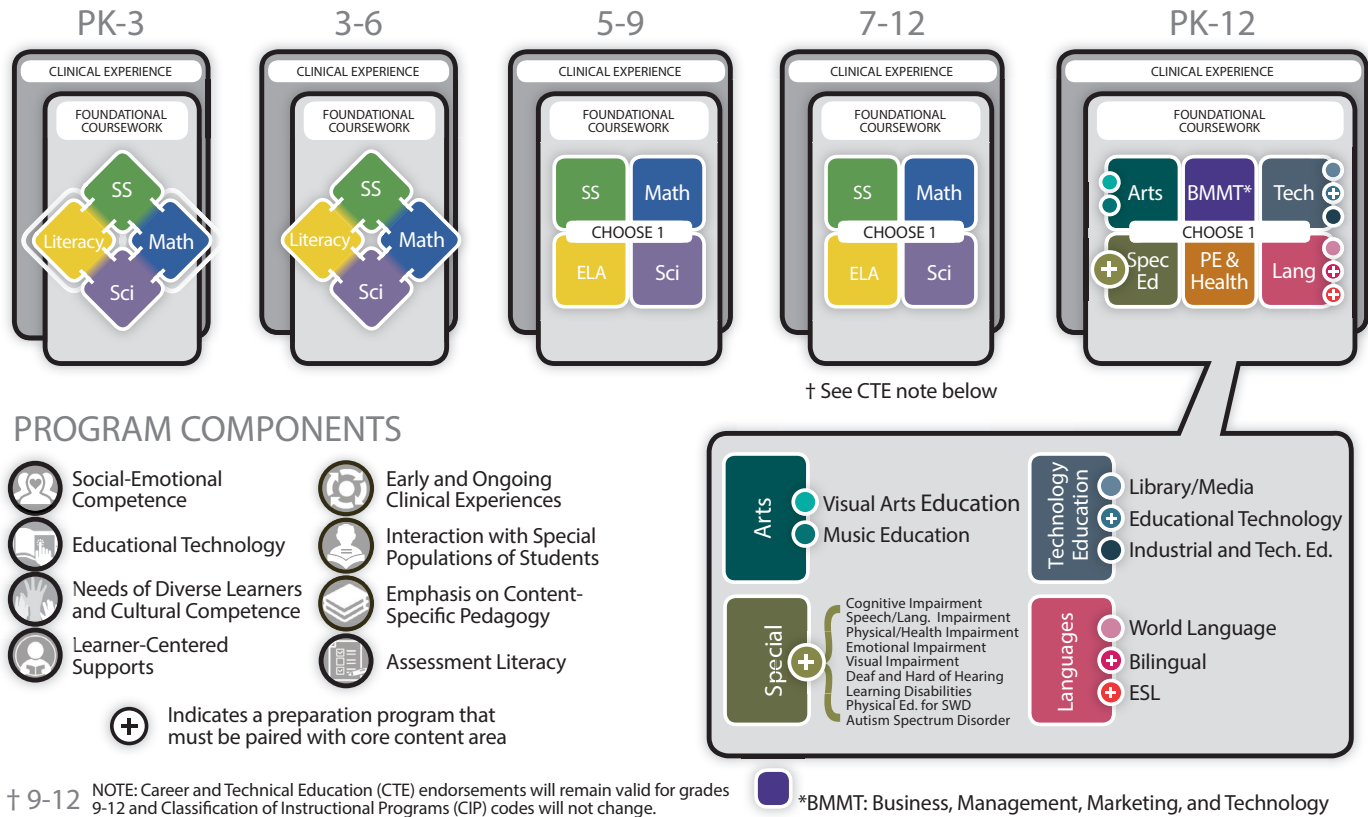 PK-3
3-6
5-9
7-12
PK-12
CLINICAL EXPERIENCE
FOUNDATIONAL
COURSEWORK
SS
Literacy
Math
Sci
CLINICAL EXPERIENCE
FOUNDATIONAL
COURSEWORK
SS
Literacy
Math
Sci
CLINICAL EXPERIENCE
FOUNDATIONAL
COURSEWORK
SS
Math
CHOOSE 1
ELA
Sci
CLINICAL EXPERIENCE
FOUNDATIONAL
COURSEWORK
SS
Math
CHOOSE 1
ELA
Sci
† See CTE note below
CLINICAL EXPERIENCE
FOUNDATIONAL
COURSEWORK
Arts
BMMT*
Tech
CHOOSE 1
Spec
Ed
PE &
Health
Lang
PROGRAM COMPONENTS
Social-Emotional
Competence
Educational Technology
Needs of Diverse Learners
and Cultural Competence
Learner-Centered
Supports
Early and Ongoing
Clinical Experiences
Interaction with Special
Populations of Students
Emphasis on Content-
Specific Pedagogy
Assessment Literacy
Indicates a preparation program that
must be paired with core content area
Arts
Visual Arts Education
Music Education
Technology
Education
Library/Media
Educational Technology
Industrial and Tech. Ed.
Special
Cognitive Impairment
Speech/Lang. Impairment
Physical/Health Impairment
Emotional Impairment
Visual Impairment
Deaf and Hard of Hearing
Learning Disabilities
Physical Ed. for SWD
Autism Spectrum Disorder
Languages
World Language
Bilingual
ESL
† 9-12
NOTE: Career and Technical Education (CTE) endorsements will remain valid for grades
9-12 and Classification of Instructional Programs (CIP) codes will not change.
*BMMT: Business, Management, Marketing, and Technology